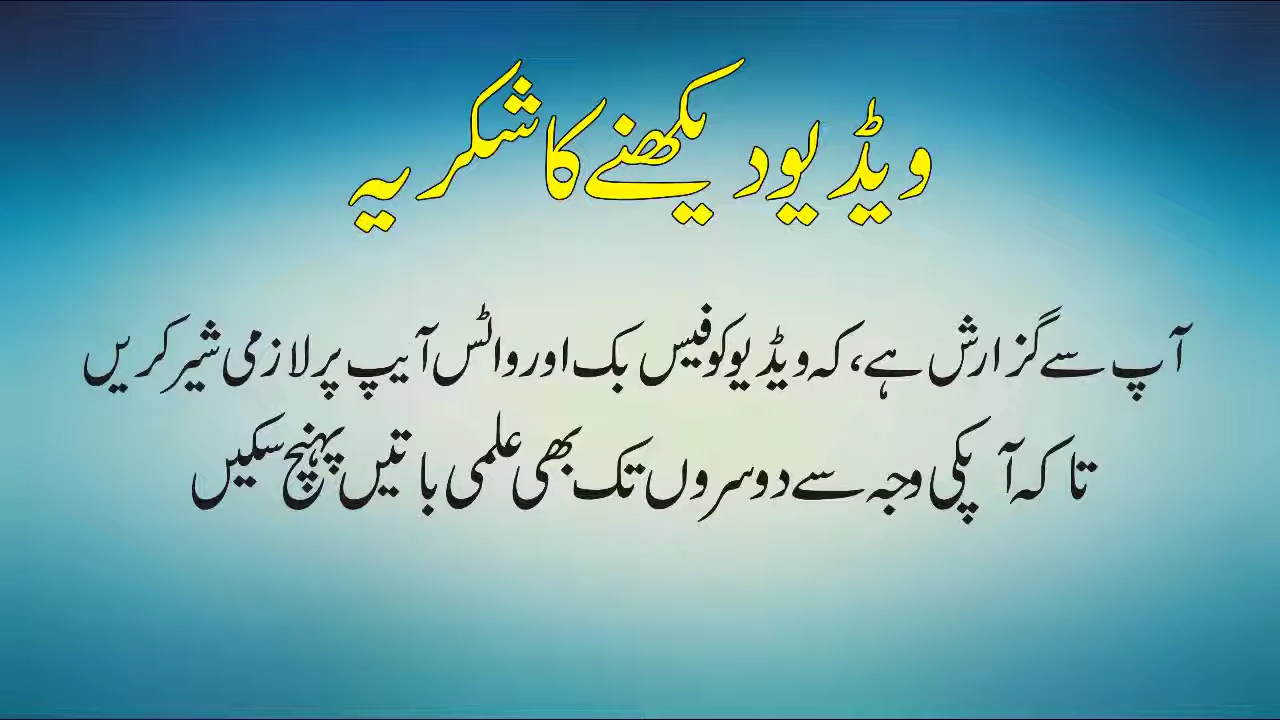 ویڈیو دیکھنے کا شکریہ
آپ سے گزارش ہے، کہ ویڈیو کو فیس بک اور واٹس آیپ پر لازمی شیر کریں
تاکہ آپکی وجہ سے دوسروں تک بھی علمی باتیں پہنچ سکیں